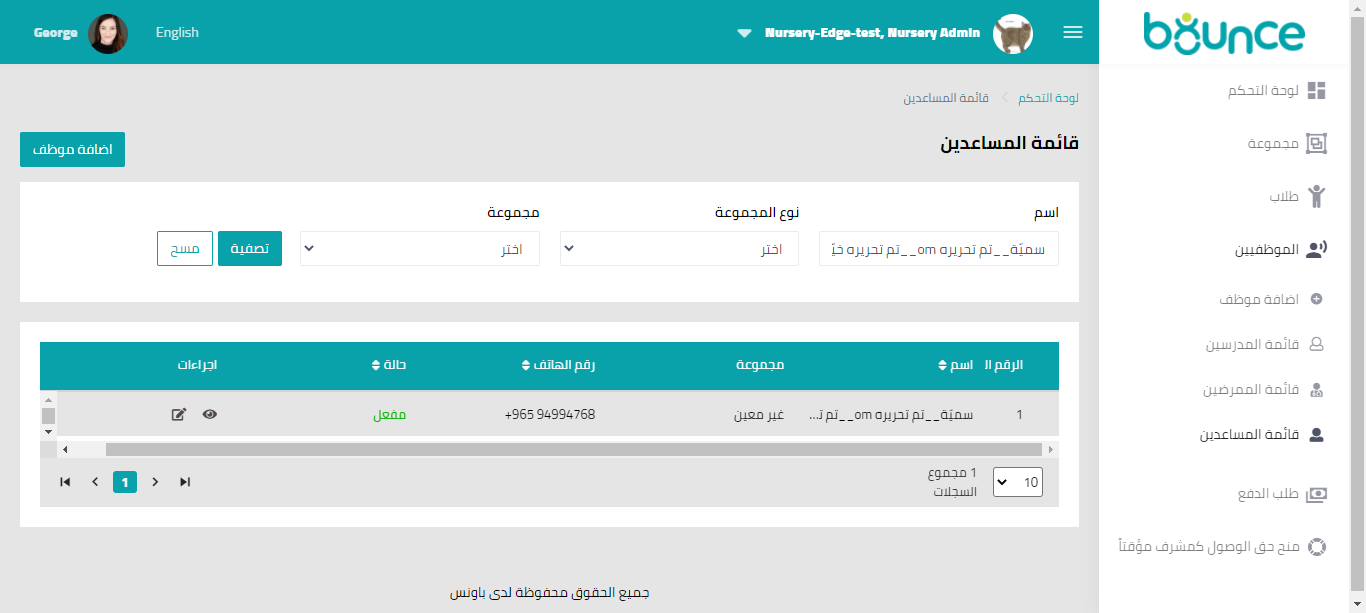 bounce
Nursery-Edge-test, Nursery Admin
English
George
لوحة التحكم
مجموعة
طلاب
الموظفيين
اضافة موظف
قائمة المدرسين
قائمة الممرضين
قائمة المساعدين
طلب الدفع
منح حق الوصول كمشرف مؤقتاً
لوحة التحكم
قائمة المساعدين
قائمة المساعدين
اضافة موظف
اسم
نوع المجموعة
مجموعة
سميّة__تم تحريره om__تم تحريره
اختر
اختر
تصفية
مسح
الرقم ال اسم مجموعة رقم الهاتف حالة اجراءات
1 سميّة__تم تحريره om__تم ت... غير معين +965 94994768 مفعل
10
1 مجموع
السجلات
1
جميع الحقوق محفوظة لدى باونس